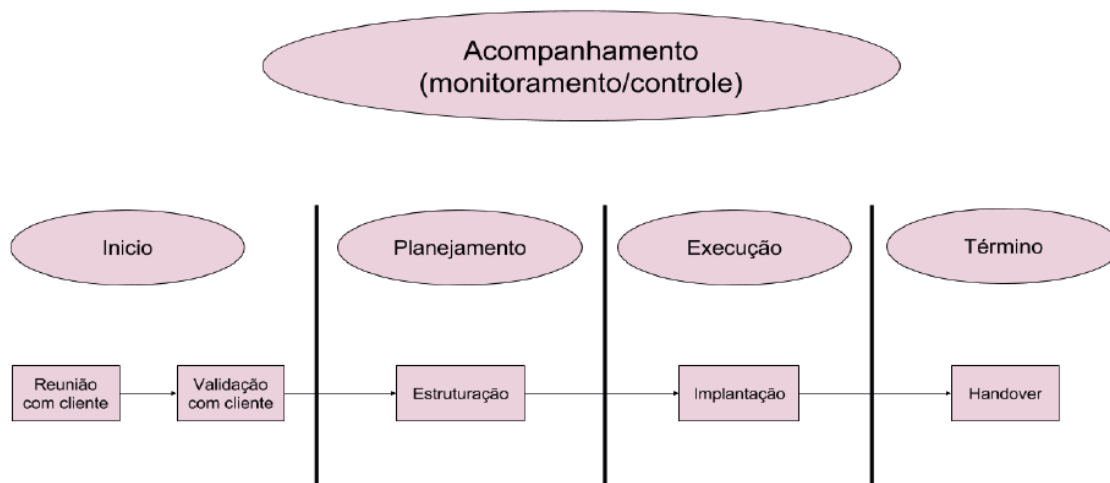 Acompanhamento
(monitoramento/controle)
Inicio
Planejamento
Execução
Término
Reunião
com cliente
Validação
com cliente
Estruturação
Implantação
Handover